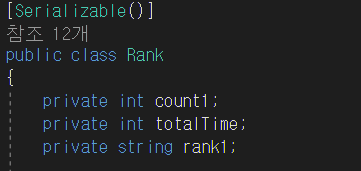 [Serializable()]
참조 12개
public class Rank
{
private int count1;
private int totalTime;
private string rank1;